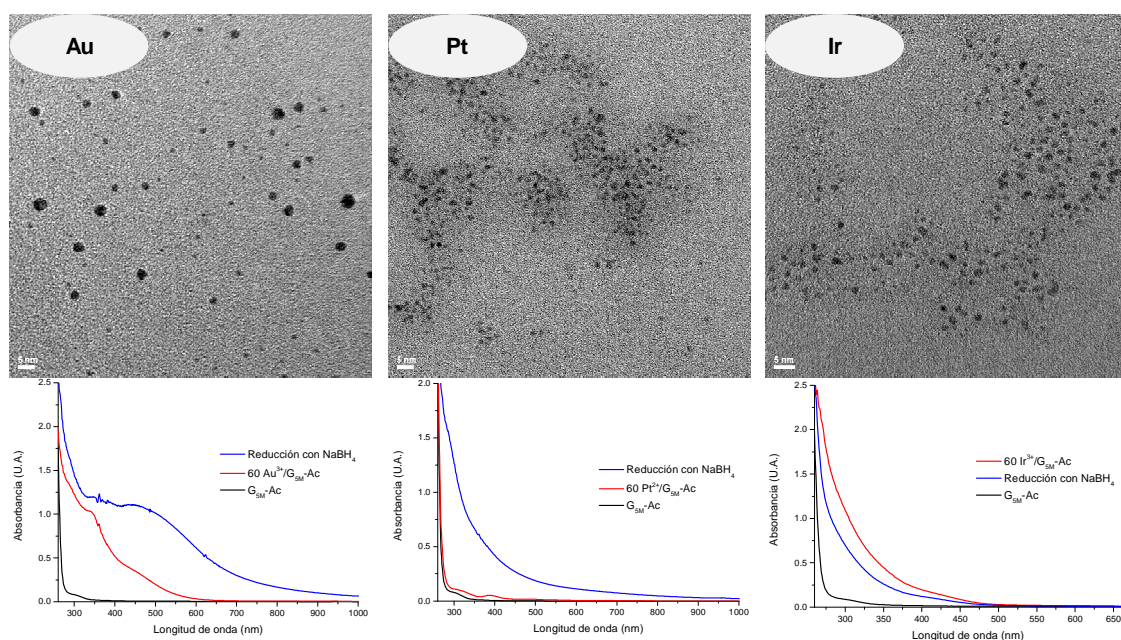 Au
Pt
Ir
5 nm
5 nm
5 nm
2.5
2.0
1.5
1.0
0.5
0.0
Absorbancia (U.A.)
Reducción con NaBH4
60 Au3+/G5M-Ac
G5M-Ac
300 400 500 600 700 800 900 1000
Longitud de onda (nm)
2.0
1.5
1.0
0.5
0.0
Absorbancia (U.A.)
Reducción con NaBH4
60 Pt2+/G5M-Ac
G5M-Ac
300 400 500 600 700 800 900 1000
Longitud de onda (nm)
2.5
2.0
1.5
1.0
0.5
0.0
Absorbancia (U.A.)
60 Ir3+/G5M-Ac
Reducción con NaBH4
G5M-Ac
300 350 400 450 500 550 600 650
Longitud de onda (nm)